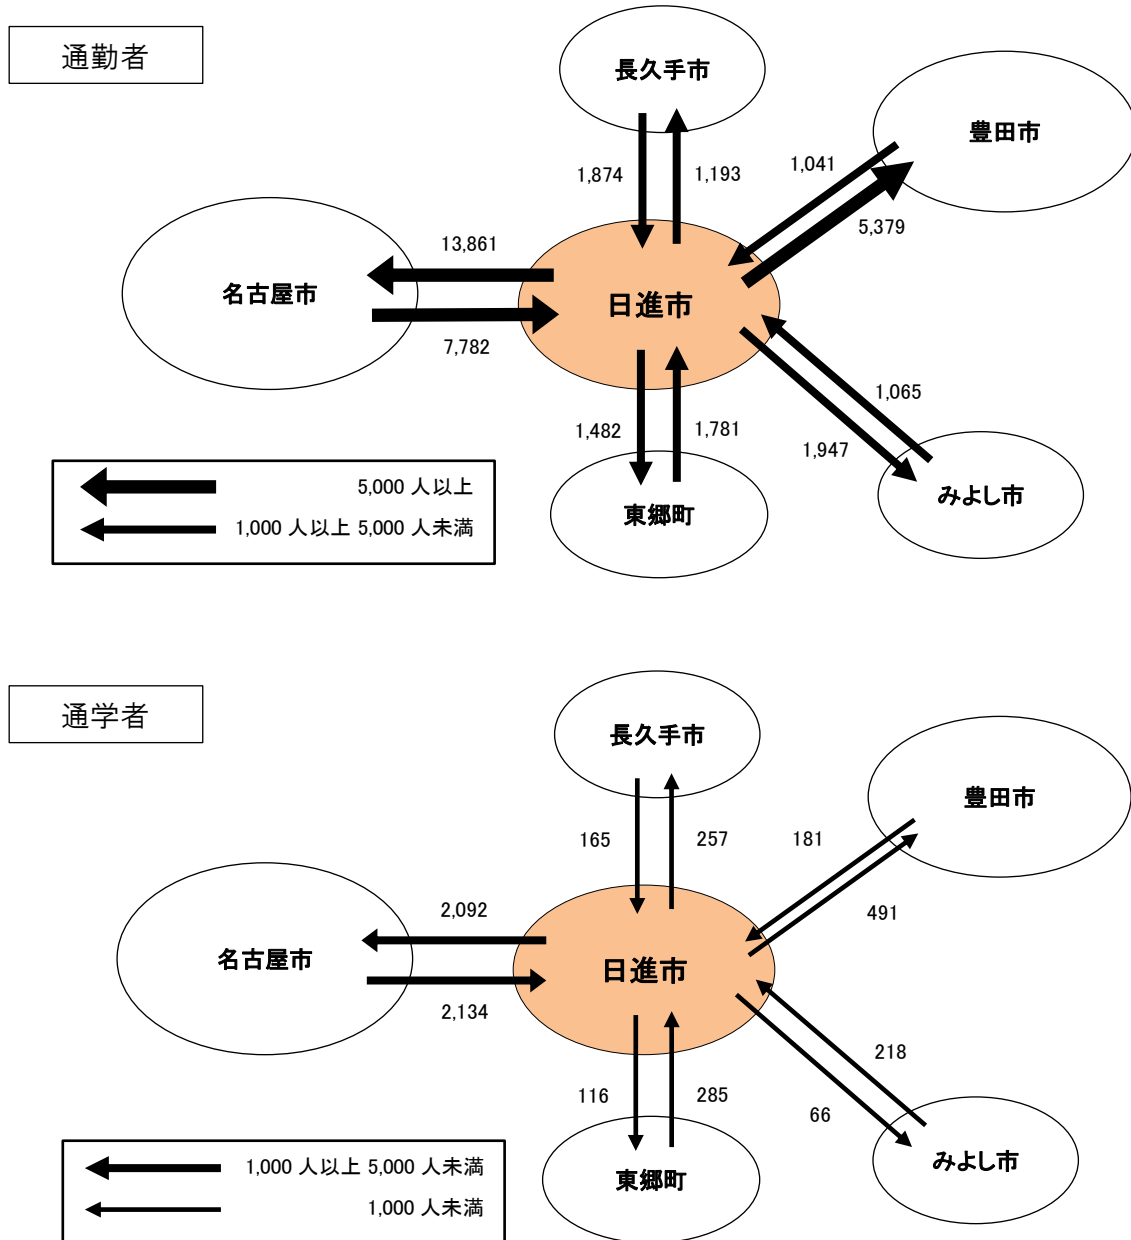 通勤者
長久手市
豊田市
1,874
1,193
1,041
5,379
13,861
名古屋市
日進市
7,782
1,482
1,781
1,065
1,947
5,000 人以上
1,000 人以上 5,000 人未満
東郷町
みよし市
通学者
長久手市
豊田市
165
257
181
491
2,092
名古屋市
日進市
2,134
116
285
218
66
1,000 人以上 5,000 人未満
1,000 人未満
東郷町
みよし市